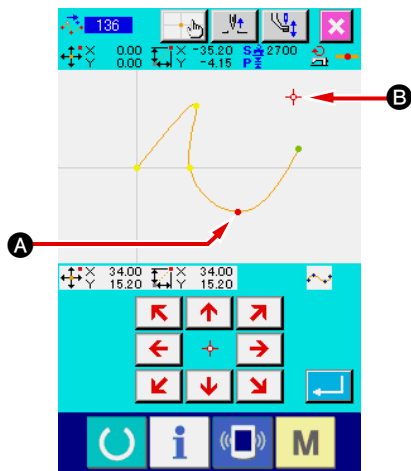 136
X 0.00 X -35.20 S 2700
Y 0.00 Y -4.15 P
B
A
X 34.00 X 34.00
Y 15.20 Y 15.20
i M